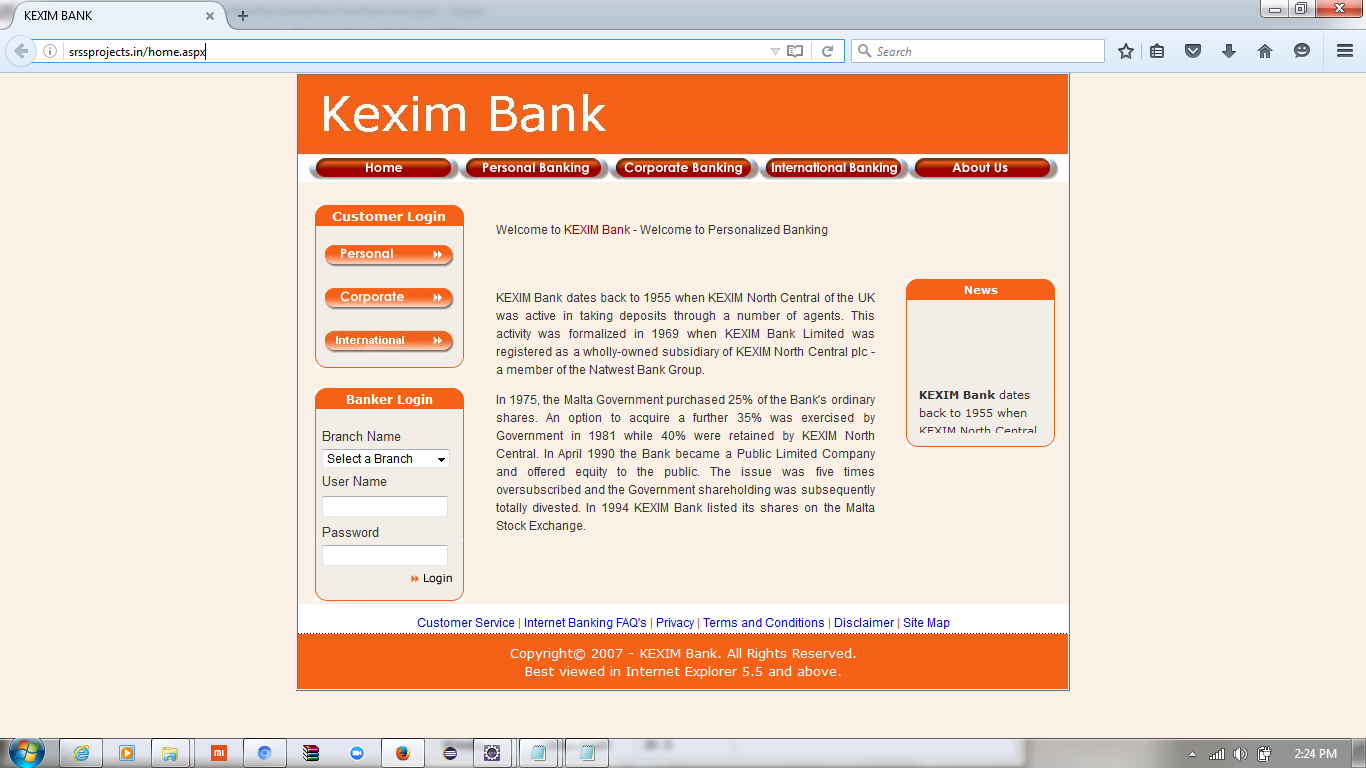 KEXIM BANK
srssprojects.in/home.aspx
Search
Kexim Bank
Home
Personal Banking
Corporate Banking
International Banking
About Us
Customer Login
Personal
Corporate
International
Banker Login
Branch Name
Select a Branch
User Name
Password
Login
Welcome to KEXIM Bank - Welcome to Personalized Banking
KEXIM Bank dates back to 1955 when KEXIM North Central of the UK
was active in taking deposits through a number of agents. This
activity was formalized in 1969 when KEXIM Bank Limited was
registered as a wholly-owned subsidiary of KEXIM North Central plc -
a member of the Natwest Bank Group.
In 1975, the Malta Government purchased 25% of the Bank's ordinary
shares. An option to acquire a further 35% was exercised by
Government in 1981 while 40% were retained by KEXIM North
Central. In April 1990 the Bank became a Public Limited Company
and offered equity to the public. The issue was five times
oversubscribed and the Government shareholding was subsequently
totally divested. In 1994 KEXIM Bank listed its shares on the Malta
Stock Exchange.
News
KEXIM Bank dates
back to 1955 when
KEXIM North Central
Customer Service | Internet Banking FAQ's | Privacy | Terms and Conditions | Disclaimer | Site Map
Copyright© 2007 - KEXIM Bank. All Rights Reserved.
Best viewed in Internet Explorer 5.5 and above.
mi
2:24 PM